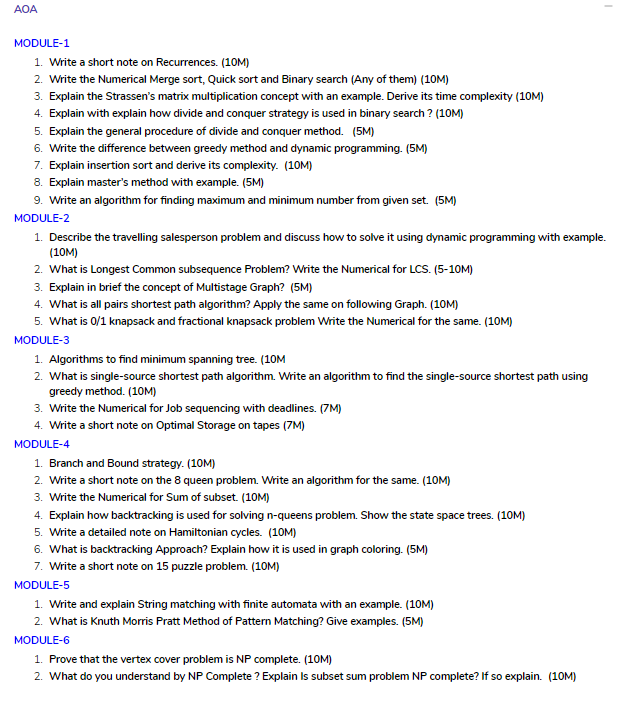 AOA
MODULE-1
1. Write a short note on Recurrences. (10M)
2. Write the Numerical Merge sort, Quick sort and Binary search (Any of them) (10M)
3. Explain the Strassen's matrix multiplication concept with an example. Derive its time complexity (10M)
4. Explain with explain how divide and conquer strategy is used in binary search ? (10M)
5. Explain the general procedure of divide and conquer method. (5M)
6. Write the difference between greedy method and dynamic programming. (5M)
7. Explain insertion sort and derive its complexity. (10M)
8. Explain master's method with example. (5M)
9. Write an algorithm for finding maximum and minimum number from given set. (5M)
MODULE-2
1. Describe the travelling salesperson problem and discuss how to solve it using dynamic programming with example.
(10M)
2. What is Longest Common subsequence Problem? Write the Numerical for LCS. (5-10M)
3. Explain in brief the concept of Multistage Graph? (5M)
4. What is all pairs shortest path algorithm? Apply the same on following Graph. (10M)
5. What is 0/1 knapsack and fractional knapsack problem Write the Numerical for the same. (10M)
MODULE-3
1. Algorithms to find minimum spanning tree. (10M
2. What is single-source shortest path algorithm. Write an algorithm to find the single-source shortest path using
greedy method. (10M)
3. Write the Numerical for Job sequencing with deadlines. (7M)
4. Write a short note on Optimal Storage on tapes (7M)
MODULE-4
1. Branch and Bound strategy. (10M)
2. Write a short note on the 8 queen problem. Write an algorithm for the same. (10M)
3. Write the Numerical for Sum of subset. (10M)
4. Explain how backtracking is used for solving n-queens problem. Show the state space trees. (10M)
5. Write a detailed note on Hamiltonian cycles. (10M)
6. What is backtracking Approach? Explain how it is used in graph coloring. (5M)
7. Write a short note on 15 puzzle problem. (10M)
MODULE-5
1. Write and explain String matching with finite automata with an example. (10M)
2. What is Knuth Morris Pratt Method of Pattern Matching? Give examples. (5M)
MODULE-6
1. Prove that the vertex cover problem is NP complete. (10M)
2. What do you understand by NP Complete ? Explain Is subset sum problem NP complete? If so explain. (10M)